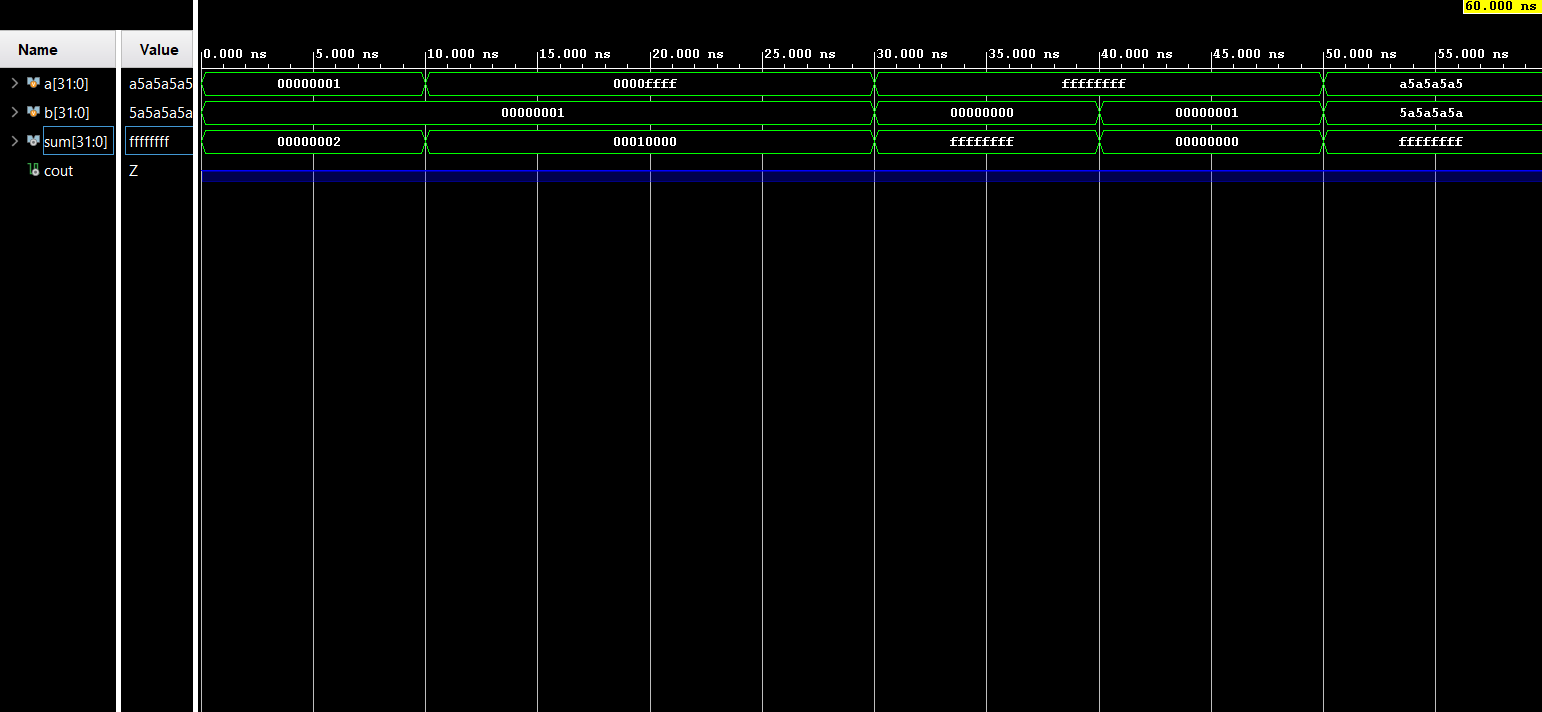 60.000 ns
Name Value
0.000 ns 5.000 ns 10.000 ns 15.000 ns 20.000 ns 25.000 ns 30.000 ns 35.000 ns 40.000 ns 45.000 ns 50.000 ns 55.000 ns
a[31:0] a5a5a5a5 00000001 0000ffff ffffffff a5a5a5a5
b[31:0] 5a5a5a5a 00000001 00000000 00000001 5a5a5a5a
sum[31:0] ffffffff 00000002 00010000 ffffffff 00000000 ffffffff
cout Z